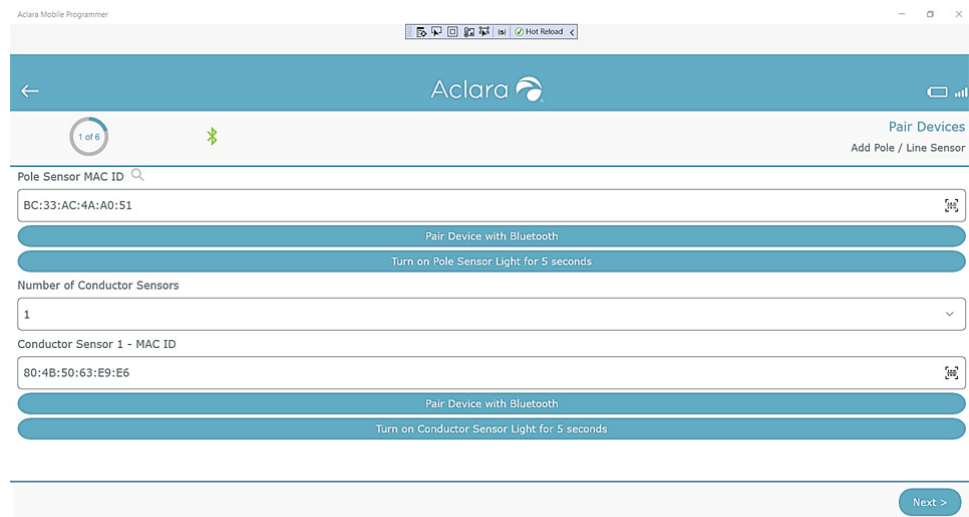 Aclara Mobile Programmer
Hot Reload
Aclara
1 of 6
Pair Devices
Add Pole / Line Sensor
Pole Sensor MAC ID
BC:33:AC:4A:A0:51
Pair Device with Bluetooth
Turn on Pole Sensor Light for 5 seconds
Number of Conductor Sensors
1
Conductor Sensor 1 - MAC ID
80:4B:50:63:E9:E6
Pair Device with Bluetooth
Turn on Conductor Sensor Light for 5 seconds
Next >